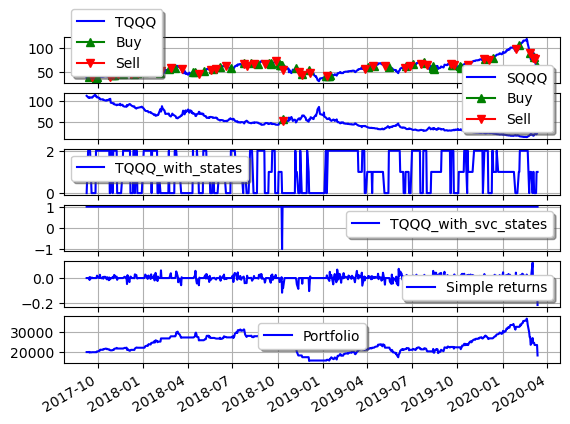 TQQQ
Buy
Sell
100
50
SQQQ
Buy
Sell
100
50
TQQQ_with_states
2
0
TQQQ_with_svc_states
1
0
−1
Simple returns
0.0
−0.2
Portfolio
30000
20000
2017-10
2018-01
2018-04
2018-07
2018-10
2019-01
2019-04
2019-07
2019-10
2020-01
2020-04